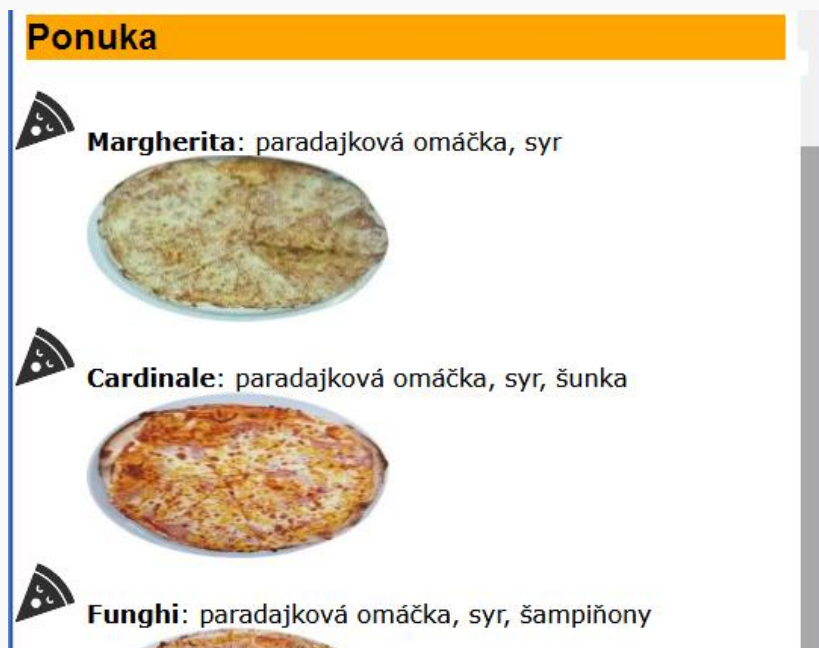 Ponuka
Margherita: paradajková omáčka, syr
Cardinale: paradajková omáčka, syr, šunka
Funghi: paradajková omáčka, syr, šampiňony